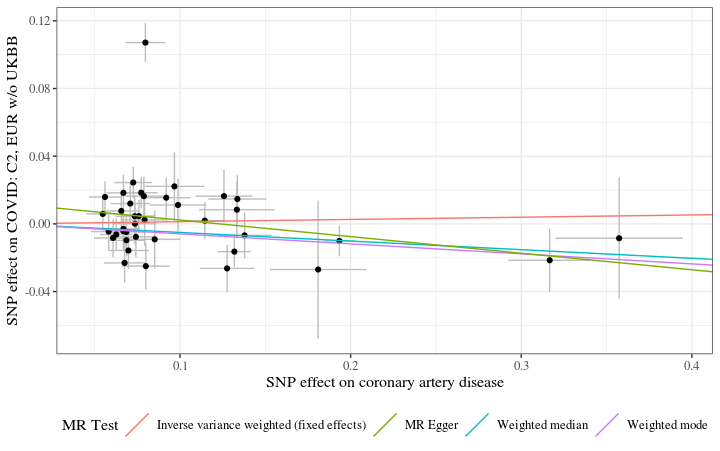 SNP effect on COVID: C2, EUR w/o UKBB
0.12
0.08
0.04
0.00
-0.04
0.1 0.2 0.3 0.4
SNP effect on coronary artery disease
MR Test Inverse variance weighted (fixed effects) MR Egger Weighted median Weighted mode